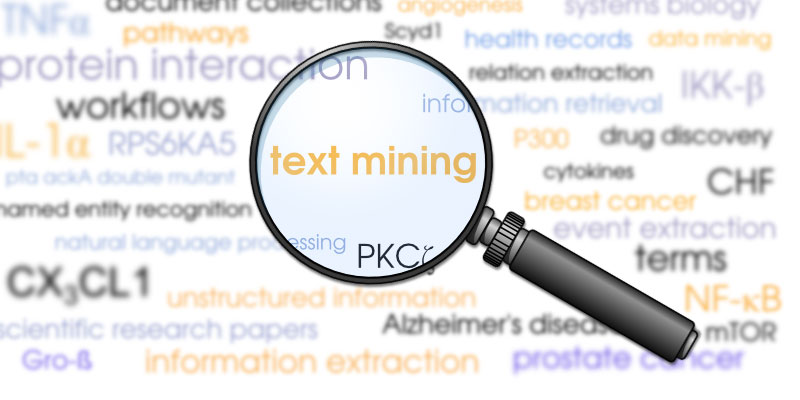 document collections
angiogenesis
systems biology
TNFα
pathways
Scyd1
health records
data mining
protein interaction
relation extraction
IKK-β
workflows
information retrieval
IL-1α
RPS6KA5
P300
drug discovery
text mining
pta ackA double mutant
cytokines
CHF
named entity recognition
breast cancer
event extraction
natural language processing
PKCζ
terms
CX3CL1
unstructured information
NF-κB
scientific research papers
Alzheimer's disease
mTOR
Gro-ß
information extraction
prostate cancer